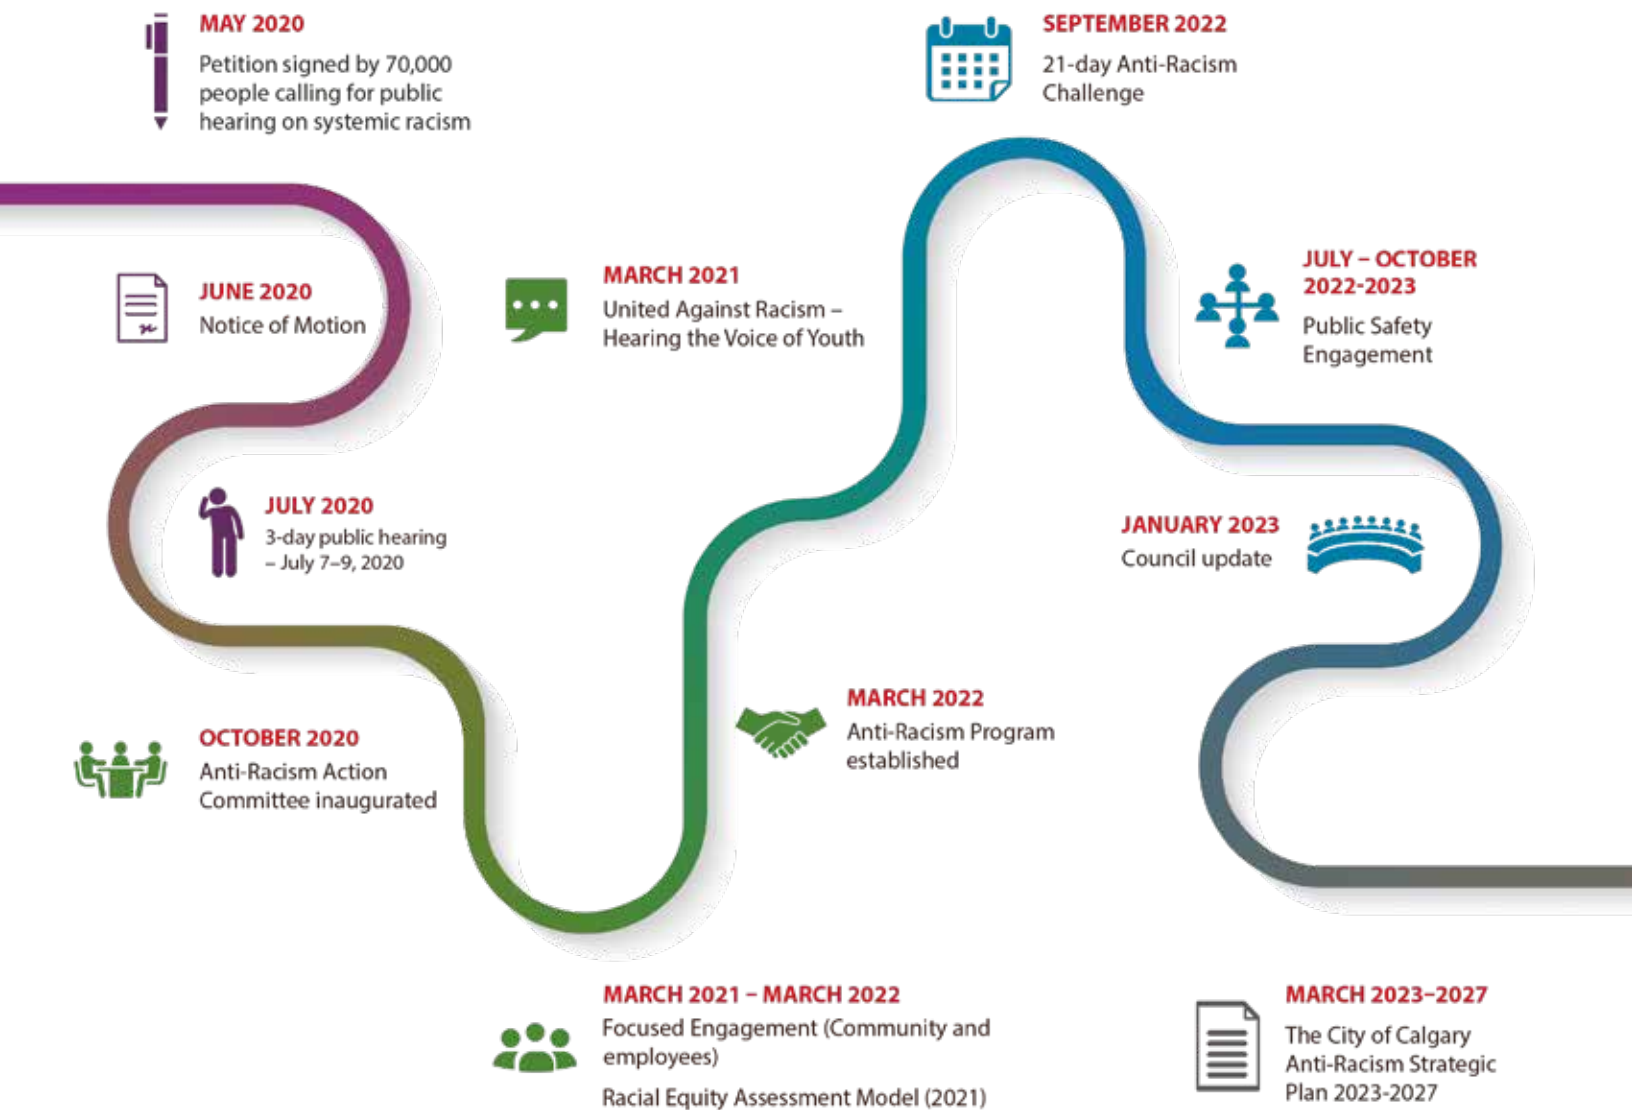 MAY 2020
Petition signed by 70,000
people calling for public
hearing on systemic racism
JUNE 2020
Notice of Motion
JULY 2020
3-day public hearing
– July 7–9, 2020
OCTOBER 2020
Anti-Racism Action
Committee inaugurated
MARCH 2021
United Against Racism –
Hearing the Voice of Youth
MARCH 2021 – MARCH 2022
Focused Engagement (Community and
employees)
Racial Equity Assessment Model (2021)
MARCH 2022
Anti-Racism Program
established
SEPTEMBER 2022
21-day Anti-Racism
Challenge
JULY – OCTOBER
2022-2023
Public Safety
Engagement
JANUARY 2023
Council update
MARCH 2023–2027
The City of Calgary
Anti-Racism Strategic
Plan 2023-2027